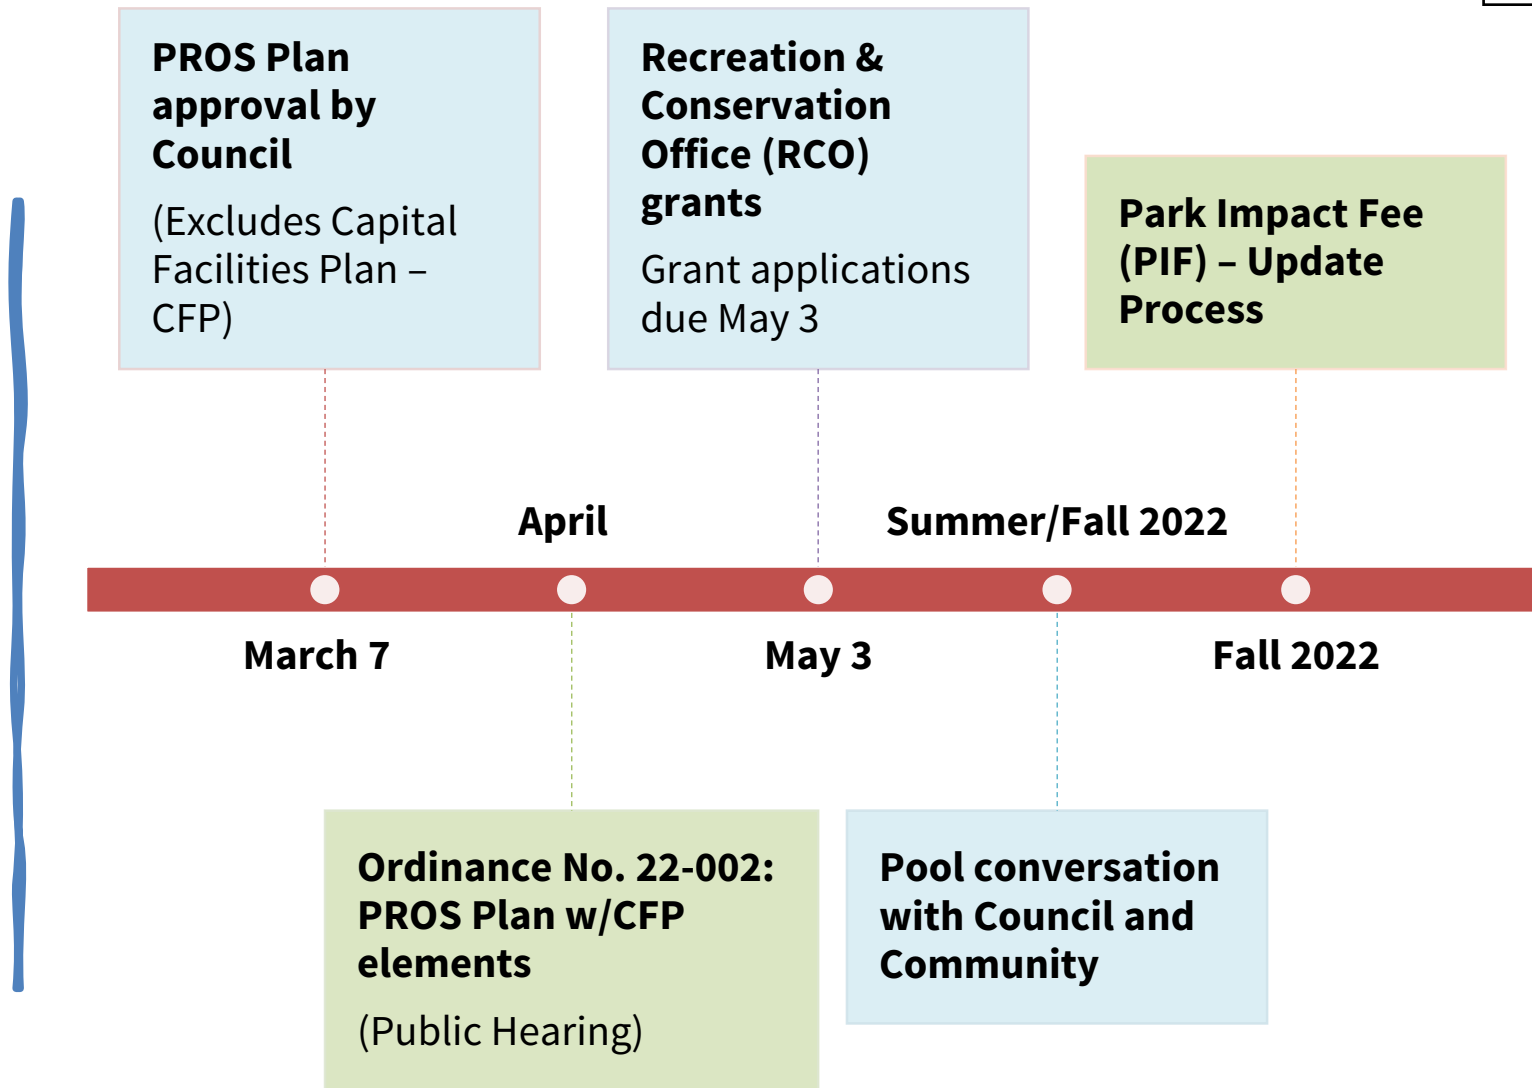 PROS Plan
approval by
Council
(Excludes Capital
Facilities Plan –
CFP)
Recreation &
Conservation
Office (RCO)
grants
Grant applications
due May 3
Park Impact Fee
(PIF) – Update
Process
April
Summer/Fall 2022
March 7
May 3
Fall 2022
Ordinance No. 22-002:
PROS Plan w/CFP
elements
(Public Hearing)
Pool conversation
with Council and
Community